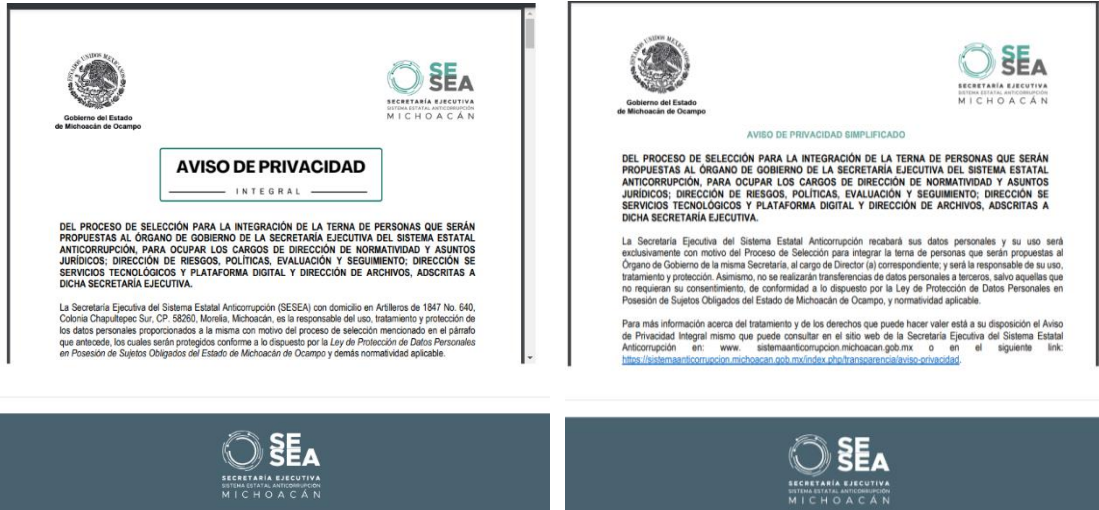 ESTADOS UNIDOS MEXICANOS
Gobierno del Estado
de Michoacán de Ocampo
SE
SEA
SECRETARÍA EJECUTIVA
SISTEMA ESTATAL ANTICORRUPCIÓN
MICHOACÁN
AVISO DE PRIVACIDAD
INTEGRAL
DEL PROCESO DE SELECCIÓN PARA LA INTEGRACIÓN DE LA TERNA DE PERSONAS QUE SERÁN
PROPUESTAS AL ÓRGANO DE GOBIERNO DE LA SECRETARÍA EJECUTIVA DEL SISTEMA ESTATAL
ANTICORRUPCIÓN, PARA OCUPAR LOS CARGOS DE DIRECCIÓN DE NORMATIVIDAD Y ASUNTOS
JURÍDICOS; DIRECCIÓN DE RIESGOS, POLÍTICAS, EVALUACIÓN Y SEGUIMIENTO; DIRECCIÓN SE
SERVICIOS TECNOLÓGICOS Y PLATAFORMA DIGITAL Y DIRECCIÓN DE ARCHIVOS, ADSCRITAS A
DICHA SECRETARÍA EJECUTIVA.
La Secretaría Ejecutiva del Sistema Estatal Anticorrupción (SESEA) con domicilio en Artilleros de 1847 No. 640,
Colonia Chapultepec Sur, CP. 58260, Morelia, Michoacán, es la responsable del uso, tratamiento y protección de
los datos personales proporcionados a la misma con motivo del proceso de selección mencionado en el párrafo
que antecede, los cuales serán protegidos conforme a lo dispuesto por la Ley de Protección de Datos Personales
en Posesión de Sujetos Obligados del Estado de Michoacán de Ocampo y demás normatividad aplicable.
SE
SEA
SECRETARÍA EJECUTIVA
SISTEMA ESTATAL ANTICORRUPCIÓN
MICHOACÁN
ESTADOS UNIDOS MEXICANOS
Gobierno del Estado
de Michoacán de Ocampo
SE
SEA
SECRETARÍA EJECUTIVA
SISTEMA ESTATAL ANTICORRUPCIÓN
MICHOACÁN
AVISO DE PRIVACIDAD SIMPLIFICADO
DEL PROCESO DE SELECCIÓN PARA LA INTEGRACIÓN DE LA TERNA DE PERSONAS QUE SERÁN
PROPUESTAS AL ÓRGANO DE GOBIERNO DE LA SECRETARÍA EJECUTIVA DEL SISTEMA ESTATAL
ANTICORRUPCIÓN, PARA OCUPAR LOS CARGOS DE DIRECCIÓN DE NORMATIVIDAD Y ASUNTOS
JURÍDICOS; DIRECCIÓN DE RIESGOS, POLÍTICAS, EVALUACIÓN Y SEGUIMIENTO; DIRECCIÓN SE
SERVICIOS TECNOLÓGICOS Y PLATAFORMA DIGITAL Y DIRECCIÓN DE ARCHIVOS, ADSCRITAS A
DICHA SECRETARÍA EJECUTIVA.
La Secretaría Ejecutiva del Sistema Estatal Anticorrupción recabará sus datos personales y su uso será
exclusivamente con motivo del Proceso de Selección para integrar la terna de personas que serán propuestas al
Órgano de Gobierno de la misma Secretaría, al cargo de Director (a) correspondiente; y será la responsable de su uso,
tratamiento y protección. Asimismo, no se realizarán transferencias de datos personales a terceros, salvo aquellas que
no requieran su consentimiento, de conformidad a lo dispuesto por la Ley de Protección de Datos Personales en
Posesión de Sujetos Obligados del Estado de Michoacán de Ocampo, y normatividad aplicable.
Para más información acerca del tratamiento y de los derechos que puede hacer valer está a su disposición el Aviso
de Privacidad Integral mismo que puede consultar en el sitio web de la Secretaría Ejecutiva del Sistema Estatal
Anticorrupción en: www. sistemaanticorrupcion.michoacan.gob.mx o en el siguiente link:
https://sistemaanticorrupcion.michoacan.gob.mx/index.php/transparencia/aviso-privacidad.
SE
SEA
SECRETARÍA EJECUTIVA
SISTEMA ESTATAL ANTICORRUPCIÓN
MICHOACÁN